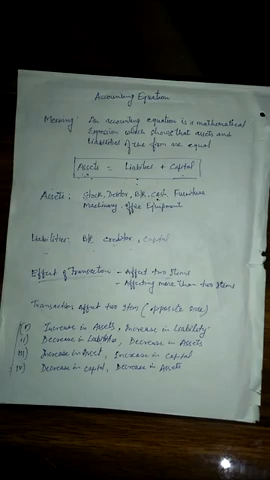 Accounting Equation
Meaning: An accounting equation is a mathematical
Expression which shows that assets and
Liabilities of the firm are equal
Assets = Liabilities + Capital
Assets: Stock, Debtor, B/R, Cash, Furniture
Machinery, office Equipment
Liabilities: B/P, creditor, Capital
Effect of Transaction - Affect two Items
- Affecting more than two Items
Transaction affect two Item (opposite side)
i) Increase in Assets, Increase in Liability
ii) Decrease in Liability, Decrease in Assets
iii) Increase in Asset, Increase in Capital
iv) Decrease in Capital, Decrease in Assets